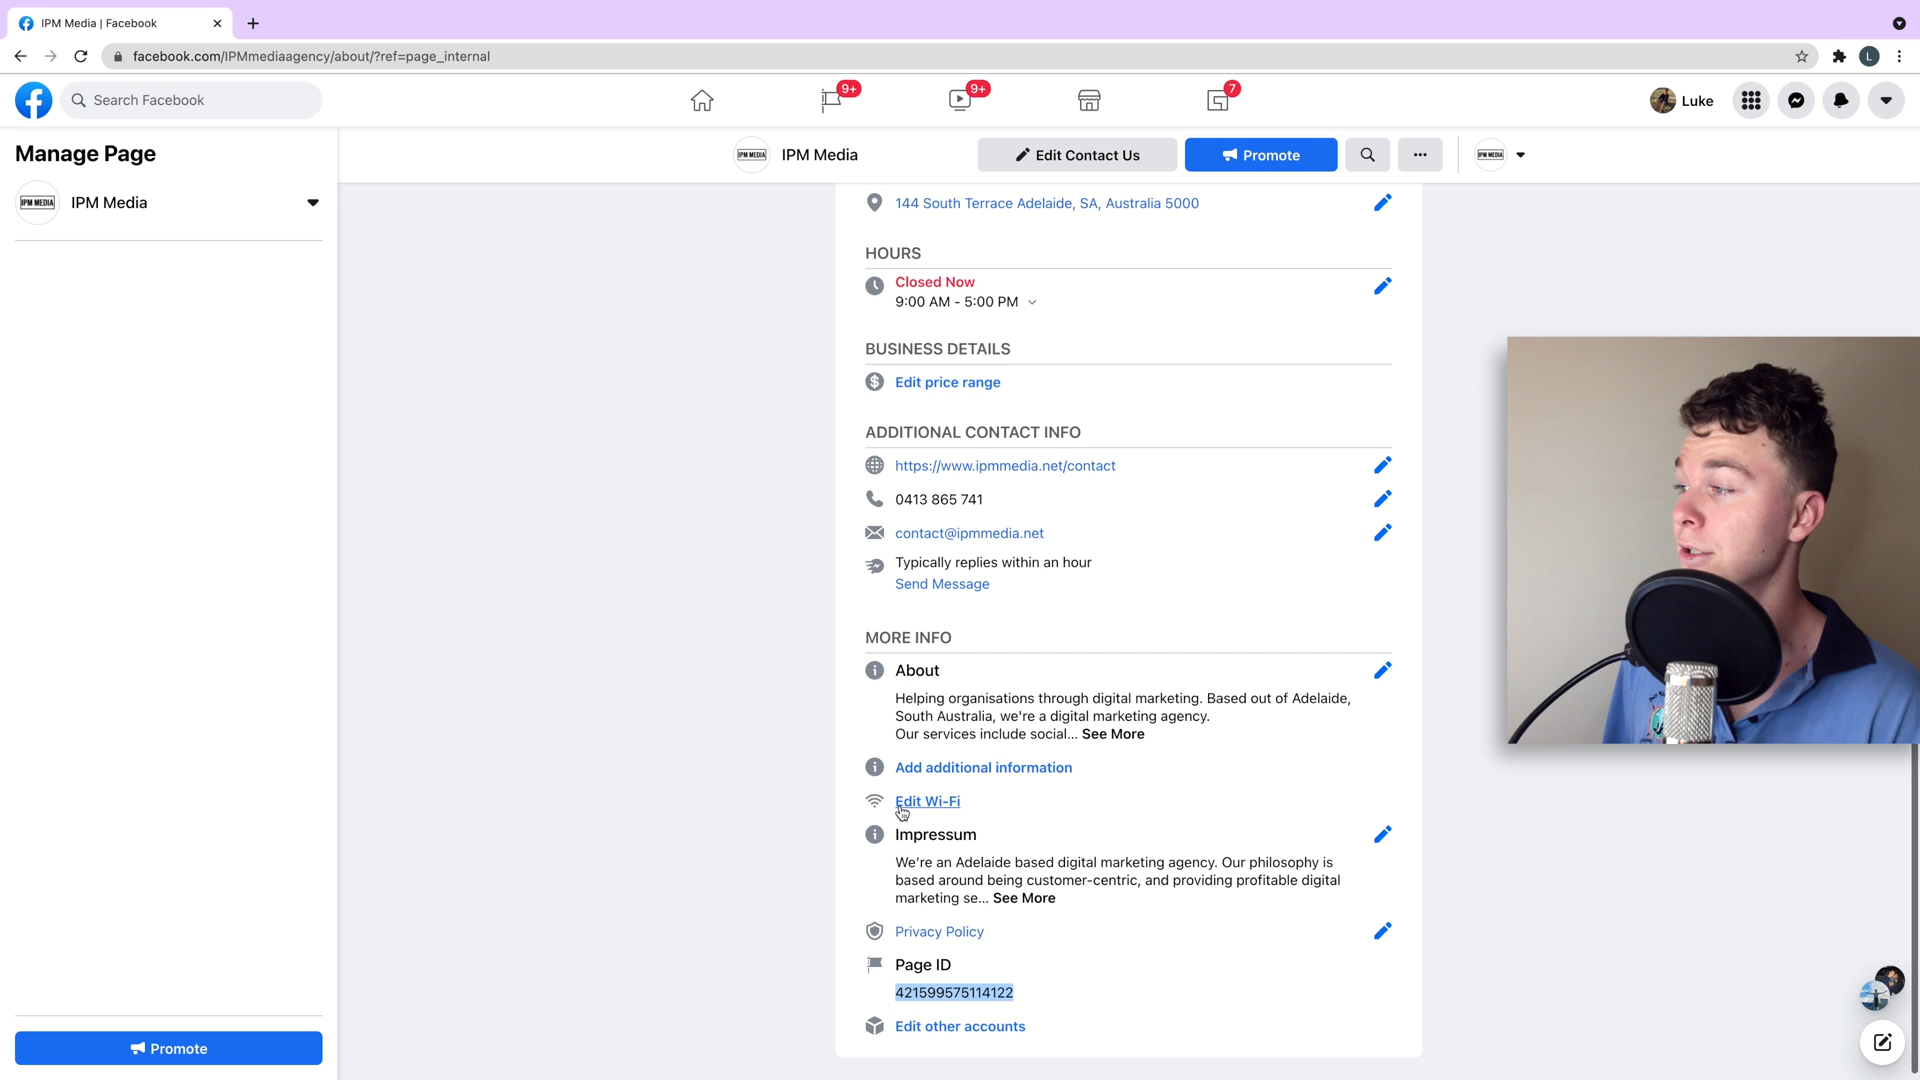 IPM Media | Facebook
facebook.com/IPMmediaagency/about/?ref=page_internal
L
Search Facebook
9+
9+
7
Luke
Manage Page
IPM MEDIA
IPM Media
IPM MEDIA
IPM Media
Edit Contact Us
Promote
IPM MEDIA
144 South Terrace Adelaide, SA, Australia 5000
HOURS
Closed Now
9:00 AM - 5:00 PM
BUSINESS DETAILS
Edit price range
ADDITIONAL CONTACT INFO
https://www.ipmmedia.net/contact
0413 865 741
contact@ipmmedia.net
Typically replies within an hour
Send Message
MORE INFO
About
Helping organisations through digital marketing. Based out of Adelaide,
South Australia, we're a digital marketing agency.
Our services include social... See More
Add additional information
Edit Wi-Fi
Impressum
We're an Adelaide based digital marketing agency. Our philosophy is
based around being customer-centric, and providing profitable digital
marketing se... See More
Privacy Policy
Page ID
421599575114122
Edit other accounts
Promote